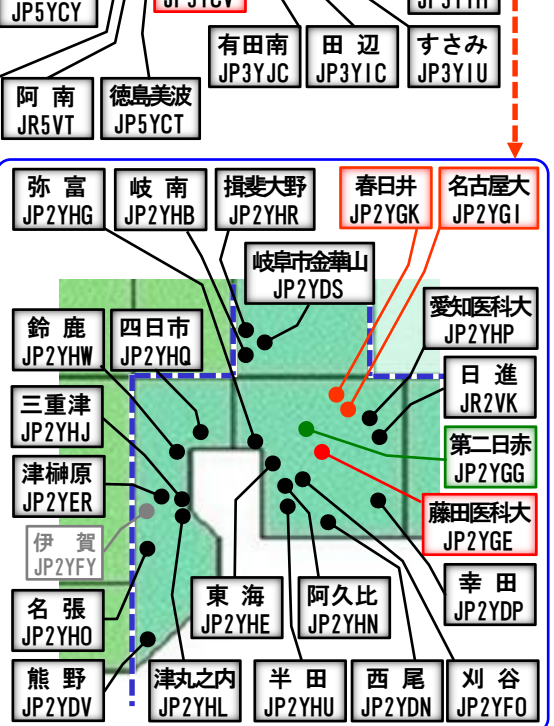 JP5YCY
JP5YCV
有田南
JP3YJC
田辺
JP3YIC
すさみ
JP3YIU
阿南
JR5VT
徳島美波
JP5YCT
弥富
JP2YHG
岐南
JP2YHB
揖斐大野
JP2YHR
春日井
JP2YGK
名古屋大
JP2YGI
岐阜市金華山
JP2YDS
鈴鹿
JP2YHW
四日市
JP2YHQ
愛知医科大
JP2YHP
三重津
JP2YHJ
日進
JR2VK
津榊原
JP2YER
第二日赤
JP2YGG
伊賀
JP2YFY
藤田医科大
JP2YGE
名張
JP2YHO
東海
JP2YHE
阿久比
JP2YHN
幸田
JP2YDP
熊野
JP2YDV
津丸之内
JP2YHL
半田
JP2YHU
西尾
JP2YDN
刈谷
JP2YFO